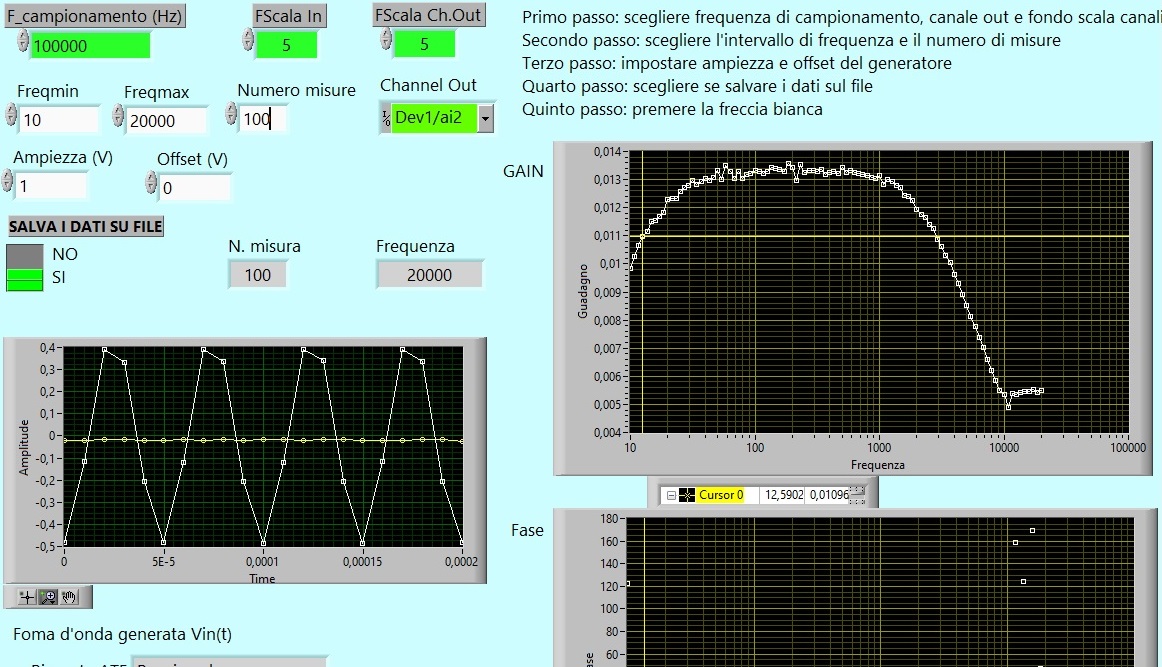 F_campionamento (Hz)
100000
FScala In
5
FScala Ch.Out
5
Primo passo: scegliere frequenza di campionamento, canale out e fondo scala canali
Secondo passo: scegliere l'intervallo di frequenza e il numero di misure
Terzo passo: impostare ampiezza e offset del generatore
Quarto passo: scegliere se salvare i dati sul file
Quinto passo: premere la freccia bianca
Freqmin
10
Freqmax
20000
Numero misure
100
Channel Out
Dev1/ai2
Ampiezza (V)
1
Offset (V)
0
SALVA I DATI SU FILE
NO
SI
N. misura
100
Frequenza
20000
GAIN
Guadagno
0,014
0,013
0,012
0,011
0,01
0,009
0,008
0,007
0,006
0,005
0,004
10 100 1000 10000 100000
Frequenza
Cursor 0 12,5902 0,01096
Amplitude
0,4
0,3
0,2
0,1
0
-0,1
-0,2
-0,3
-0,4
-0,5
0 5E-5 0,0001 0,00015 0,0002
Time
Foma d'onda generata Vin(t)
Fase
180
160
140
120
100
80
60